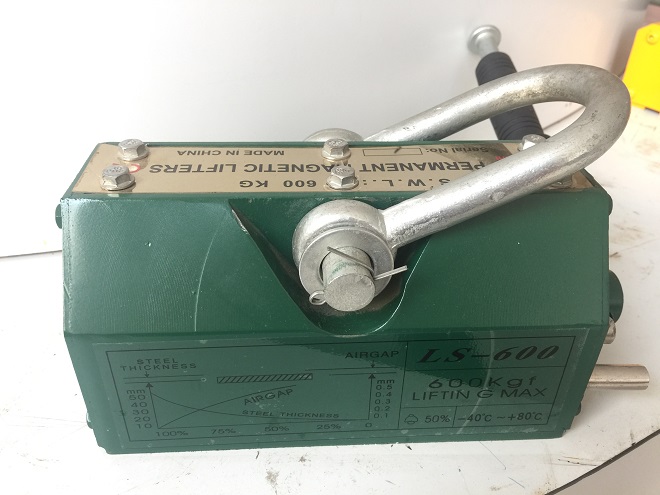 MADE IN CHINA
Serial No:
PERMANENT MAGNETIC LIFTERS
S.W.L.: 600 KG
STEEL
THICKNESS
AIRGAP
mm
50
40
30
20
10
AIRGAP
STEEL THICKNESS
mm
0.5
0.4
0.3
0.2
0.1
100% 75% 50% 25% 0
LS-600
600Kgf
LIFTIN G MAX
50% -40℃ - +80℃